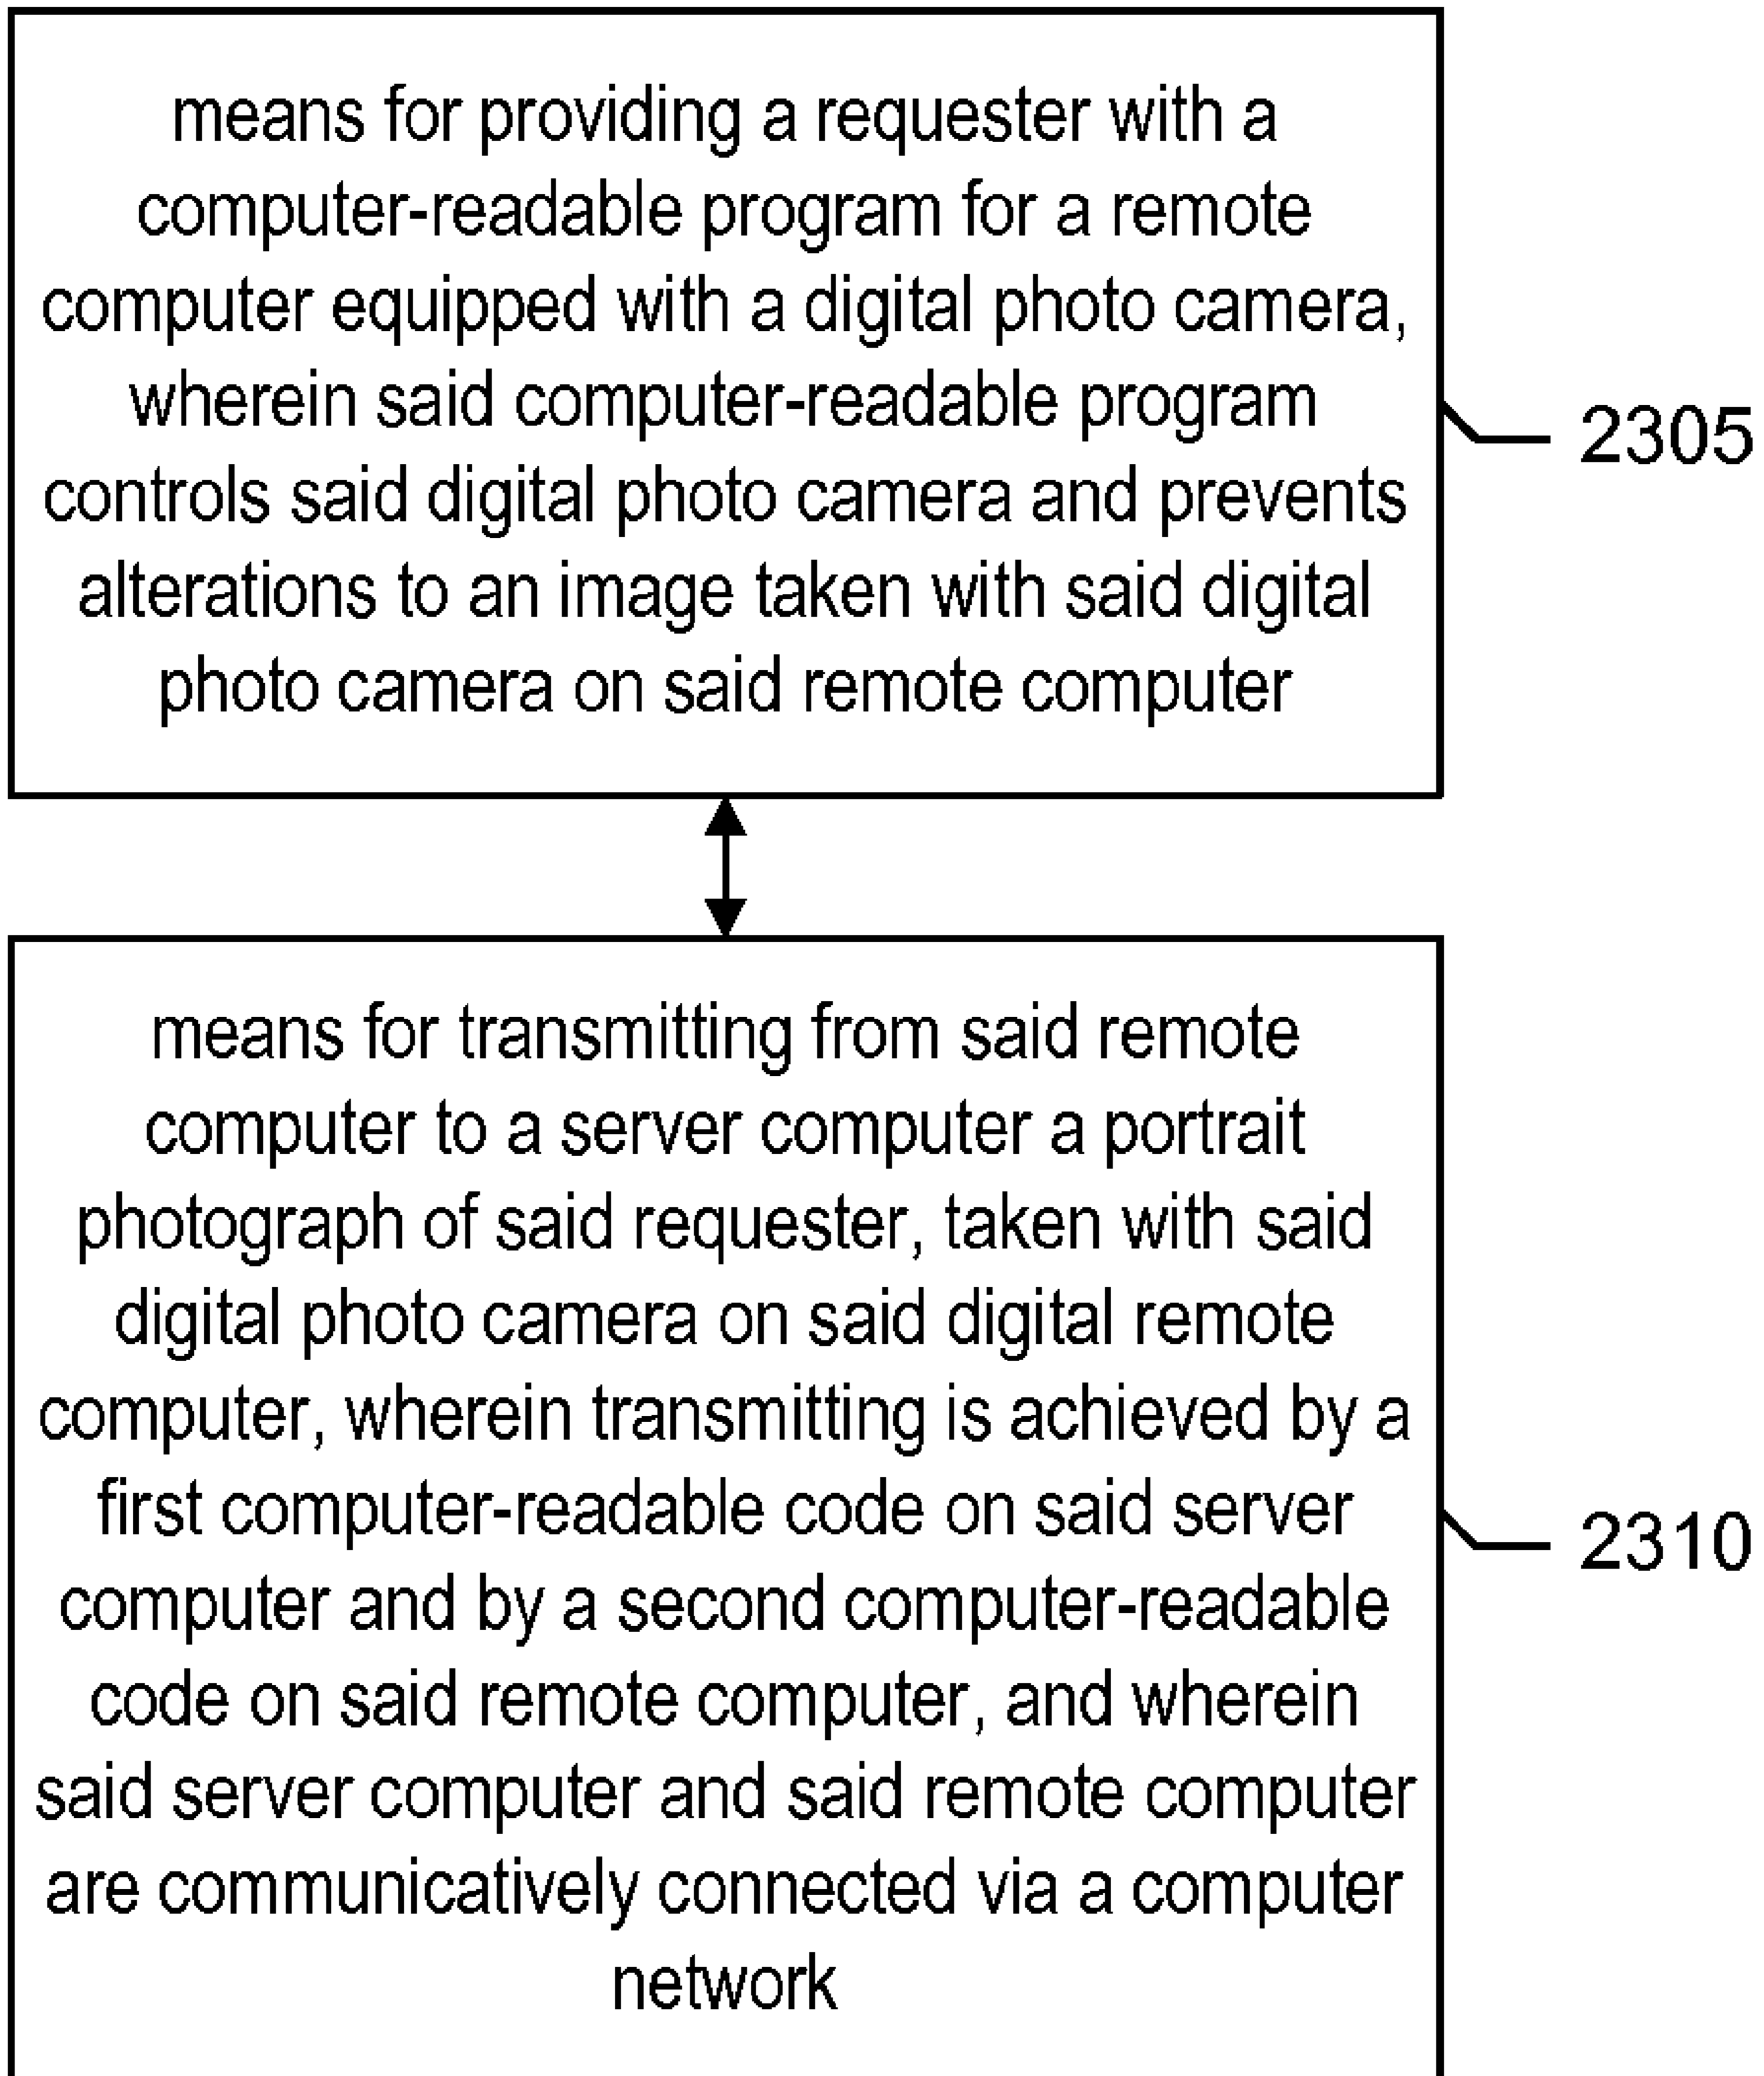 means for providing a requester with a
computer-readable program for a remote
computer equipped with a digital photo camera,
wherein said computer-readable program
controls said digital photo camera and prevents
alterations to an image taken with said digital
photo camera on said remote computer
2305
means for transmitting from said remote
computer to a server computer a portrait
photograph of said requester, taken with said
digital photo camera on said digital remote
computer, wherein transmitting is achieved by a
first computer-readable code on said server
computer and by a second computer-readable
code on said remote computer, and wherein
said server computer and said remote computer
are communicatively connected via a computer
network
2310